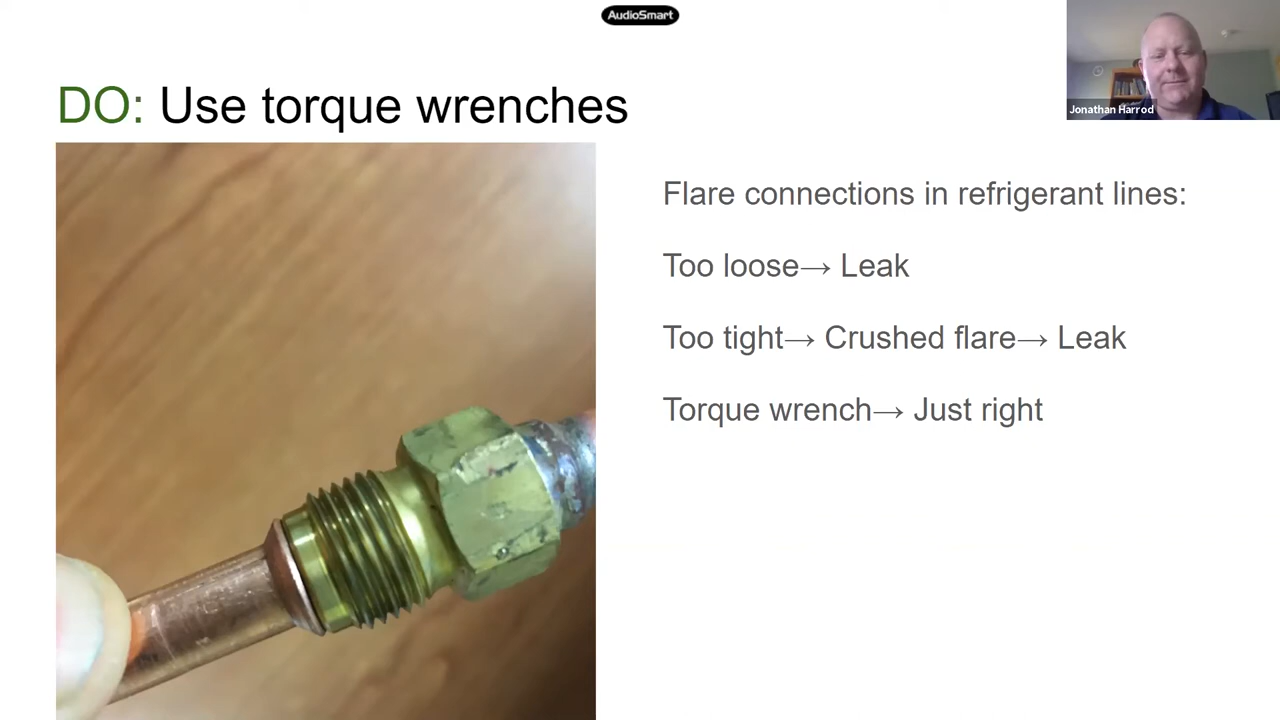 AudioSmart
Jonathan Harrod
DO: Use torque wrenches
Flare connections in refrigerant lines:
Too loose→ Leak
Too tight→ Crushed flare→ Leak
Torque wrench→ Just right